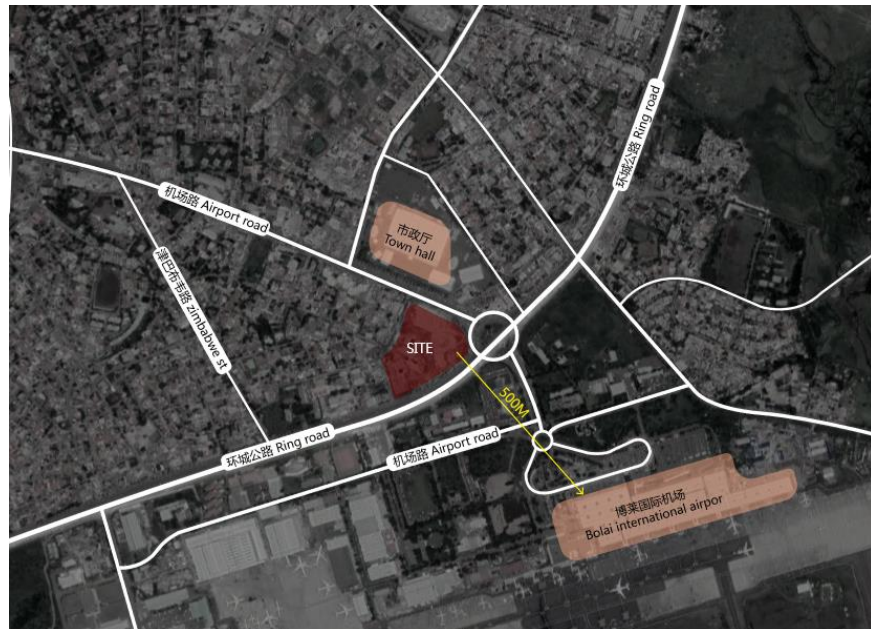 环城公路 Ring road
机场路 Airport road
市政厅
Town hall
津巴布韦路 zimbabwe st
SITE
500M
环城公路 Ring road
机场路 Airport road
博莱国际机场
Bolai international airpor